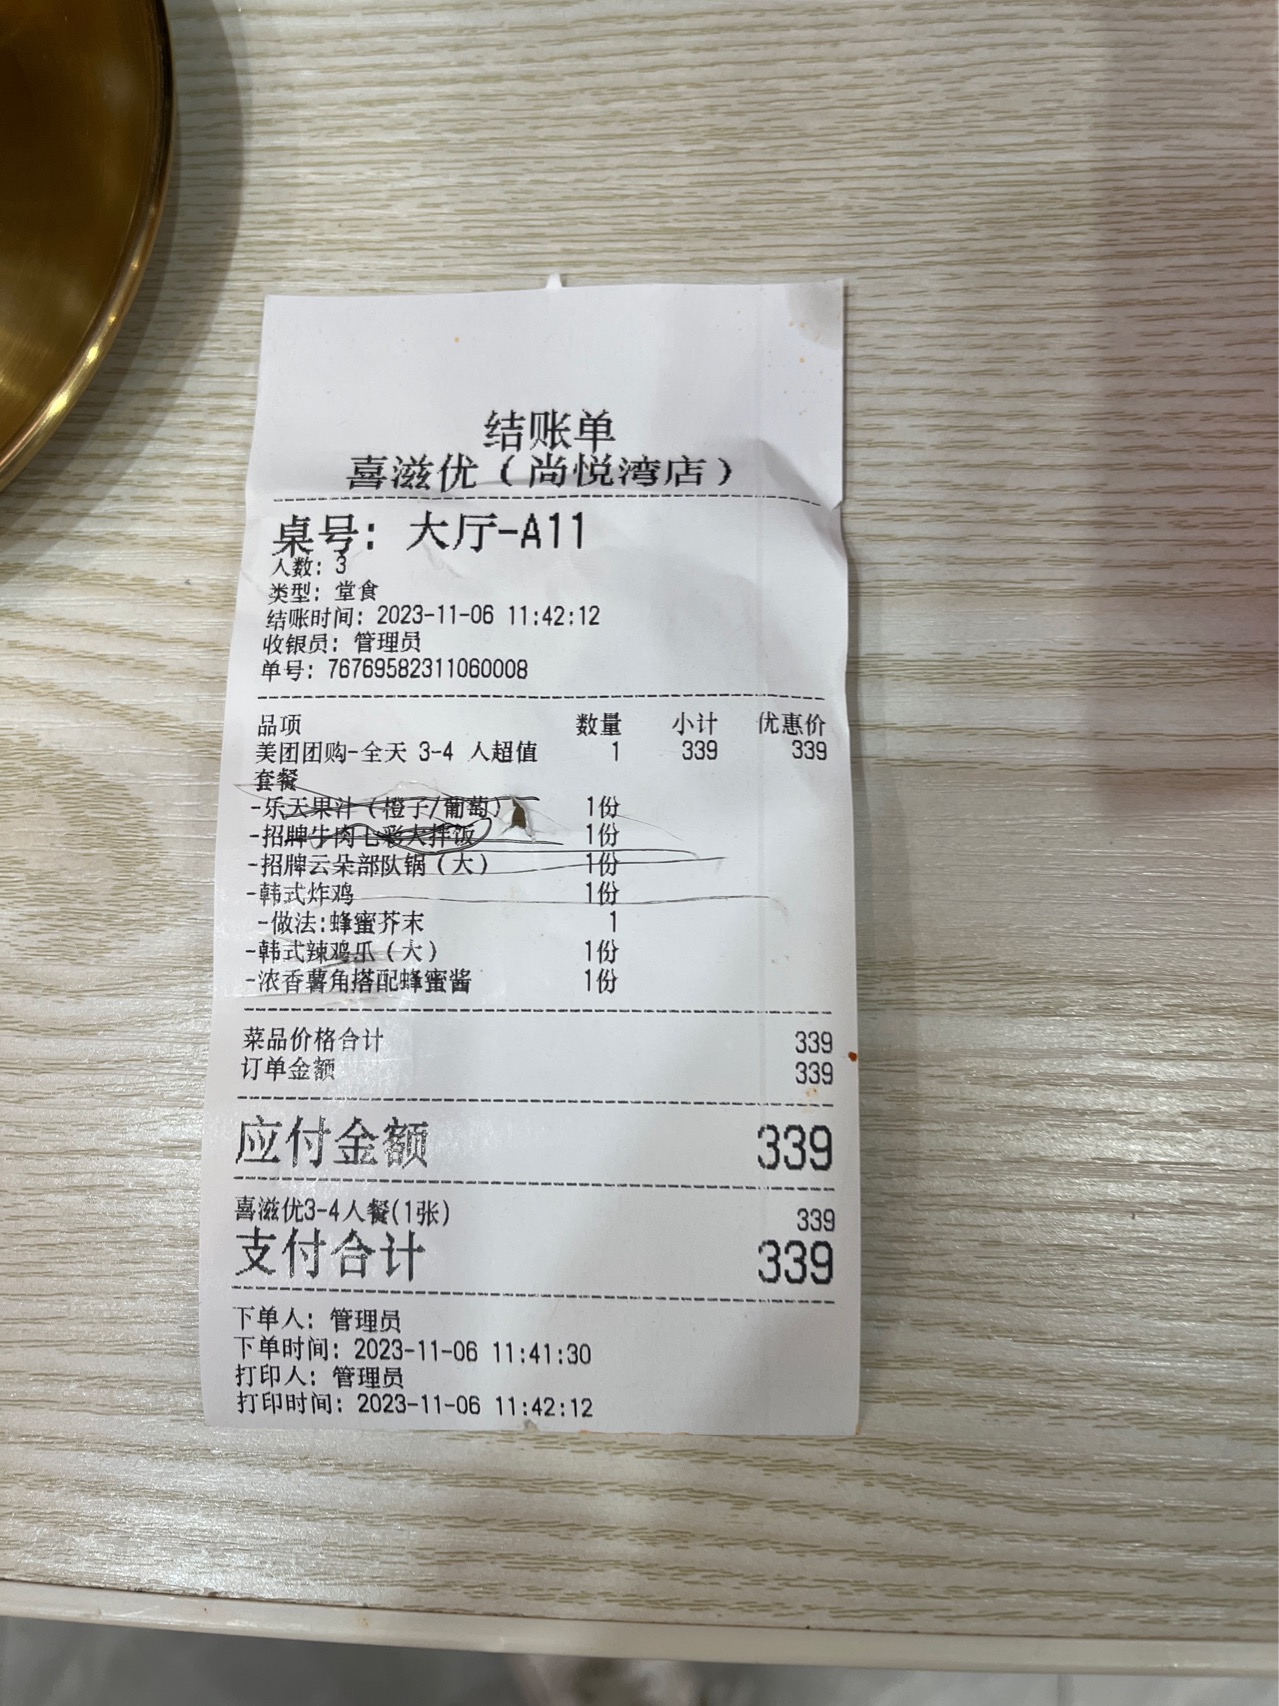 结账单
喜滋优（尚悦湾店）
桌号: 大厅-A11
人数: 3
类型: 堂食
结账时间: 2023-11-06 11:42:12
收银员: 管理员
单号: 76769582311060008
品项 数量 小计 优惠价
美团团购-全天 3-4 人超值 1 339 339
套餐
-乐天果汁（橙子/葡萄） 1份
-招牌牛肉七彩大拌饭 1份
-招牌云朵部队锅（大） 1份
-韩式炸鸡 1份
-做法:蜂蜜芥末 1
-韩式辣鸡爪（大） 1份
-浓香薯角搭配蜂蜜酱 1份
菜品价格合计 339
订单金额 339
应付金额 339
喜滋优3-4人餐(1张) 339
支付合计 339
下单人: 管理员
下单时间: 2023-11-06 11:41:30
打印人: 管理员
打印时间: 2023-11-06 11:42:12